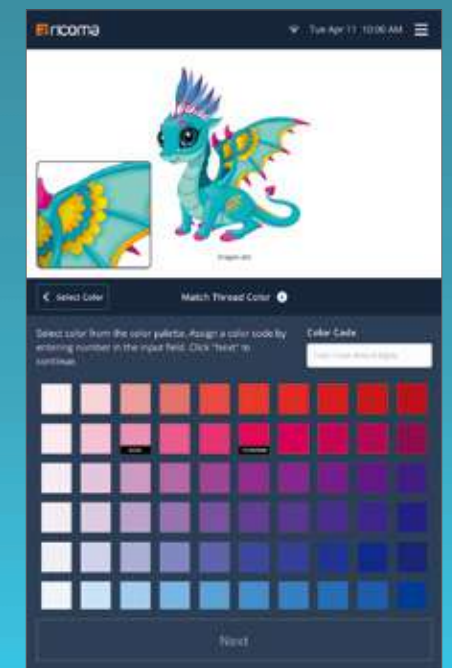 ricoma
Tue Apr 11 10:06 AM
Select Color
Match Thread Color
Select color from the color palette. Assign a color code by
entering number in the input field. Click "Next" to
continue.
Color Code
Next